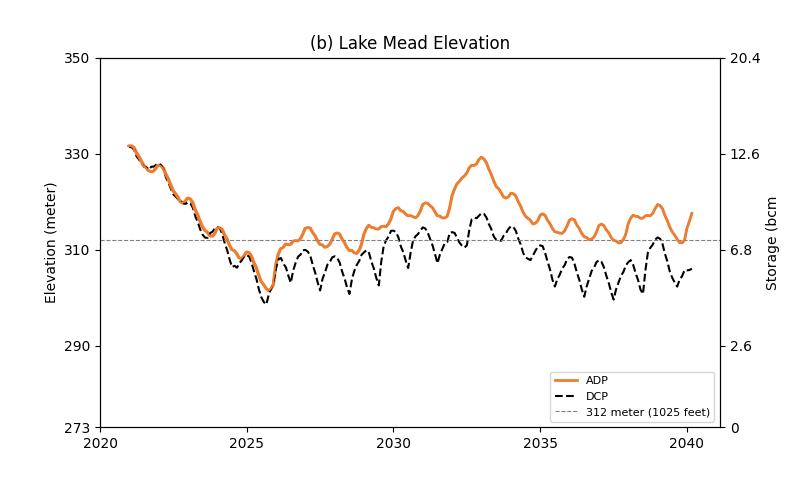 (b) Lake Mead Elevation
Elevation (meter)
350
330
310
290
273
20.4
12.6
6.8
2.6
0
Storage (bcm
ADP
DCP
312 meter (1025 feet)
2020
2025
2030
2035
2040